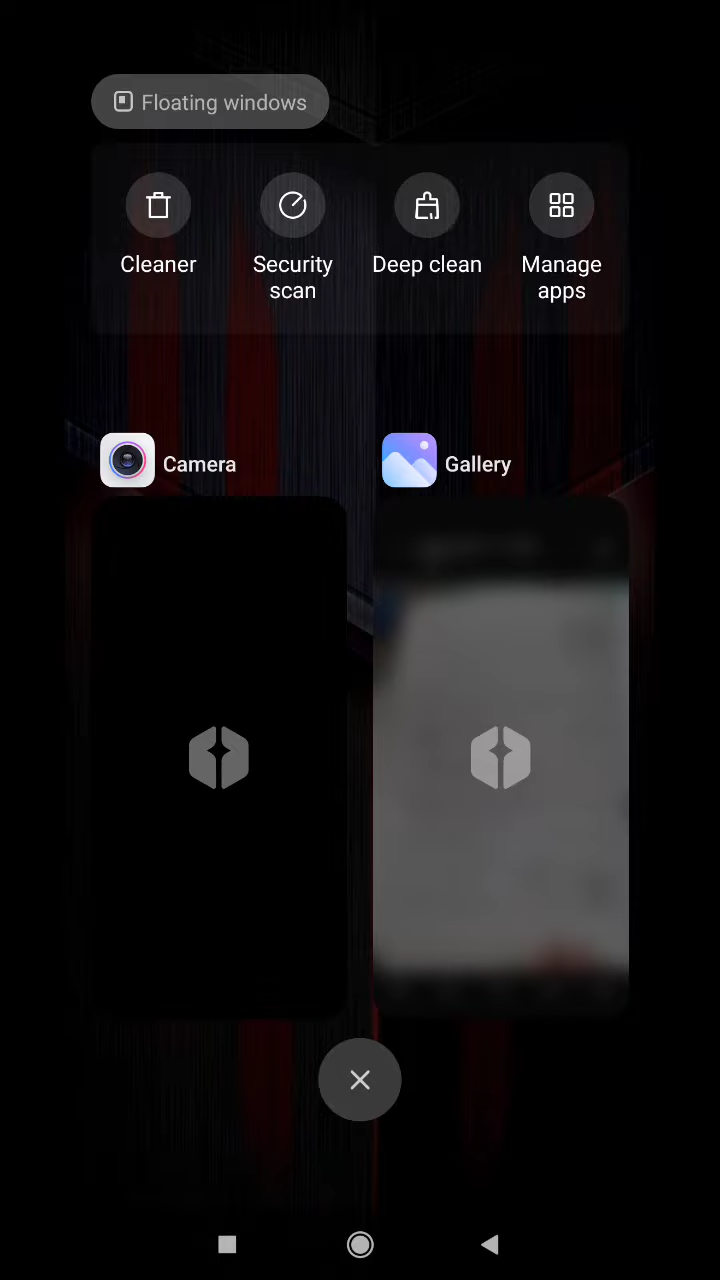 Floating windows
Cleaner
Security
scan
Deep clean
Manage
apps
Camera
Gallery